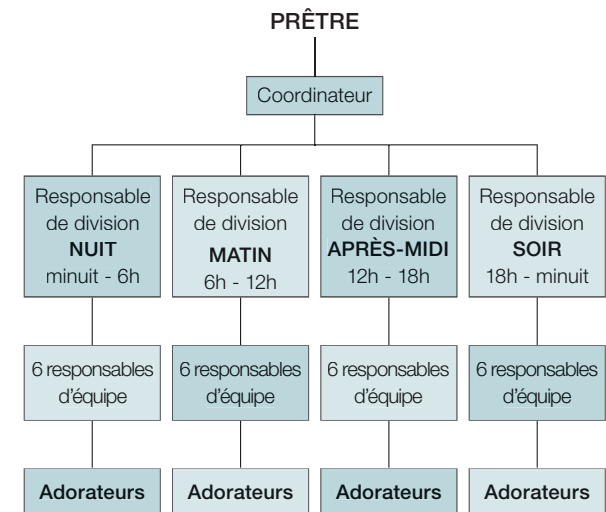 PRÊTRE
Coordinateur
Responsable
de division
NUIT
minuit - 6h
Responsable
de division
MATIN
6h - 12h
Responsable
de division
APRÈS-MIDI
12h - 18h
Responsable
de division
SOIR
18h - minuit
6 responsables
d’équipe
6 responsables
d’équipe
6 responsables
d’équipe
6 responsables
d’équipe
Adorateurs
Adorateurs
Adorateurs
Adorateurs